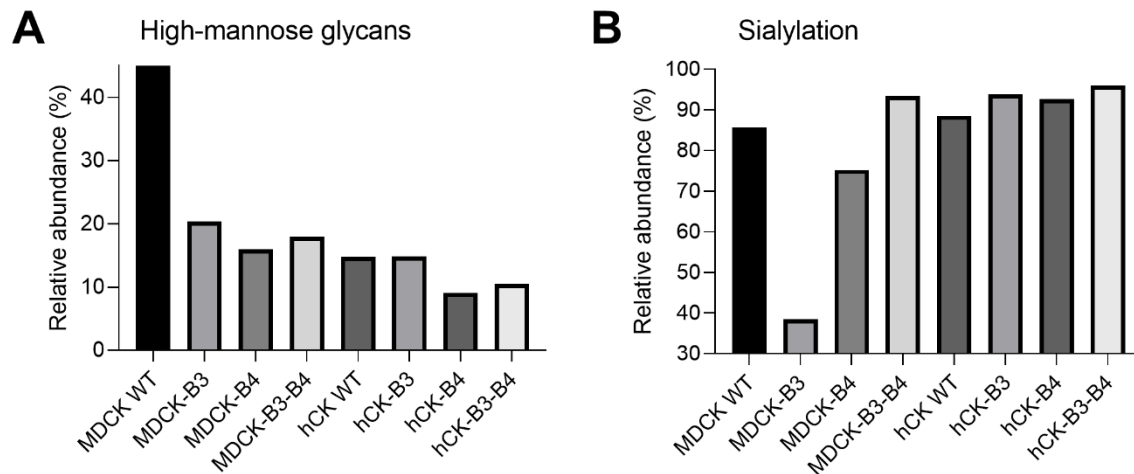 A
High-mannose glycans
Relative abundance (%)
40
30
20
10
0
MDCK WT
MDCK-B3
MDCK-B4
MDCK-B3-B4
hCK WT
hCK-B3
hCK-B4
hCK-B3-B4
B
Sialylation
Relative abundance (%)
100
90
80
70
60
50
40
30
MDCK WT
MDCK-B3
MDCK-B4
MDCK-B3-B4
hCK WT
hCK-B3
hCK-B4
hCK-B3-B4